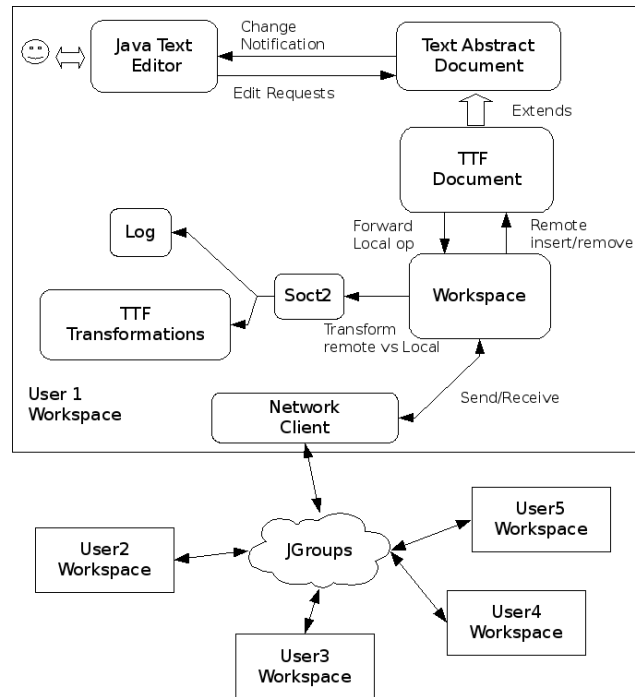 Java Text
Editor
Change
Notification
Edit Requests
Text Abstract
Document
Extends
TTF
Document
Forward
Local op
Remote
insert/remove
Log
Soct2
Workspace
TTF
Transformations
Transform
remote vs Local
User 1
Workspace
Network
Client
Send/Receive
JGroups
User2
Workspace
User3
Workspace
User5
Workspace
User4
Workspace